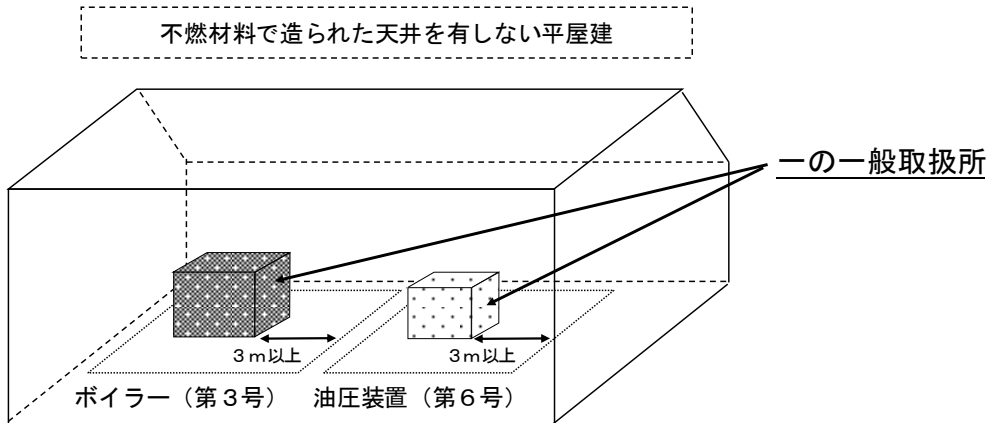 不燃材料で造られた天井を有しない平屋建
一の一般取扱所
３ｍ以上
３ｍ以上
ボイラー（第３号）
油圧装置（第６号）